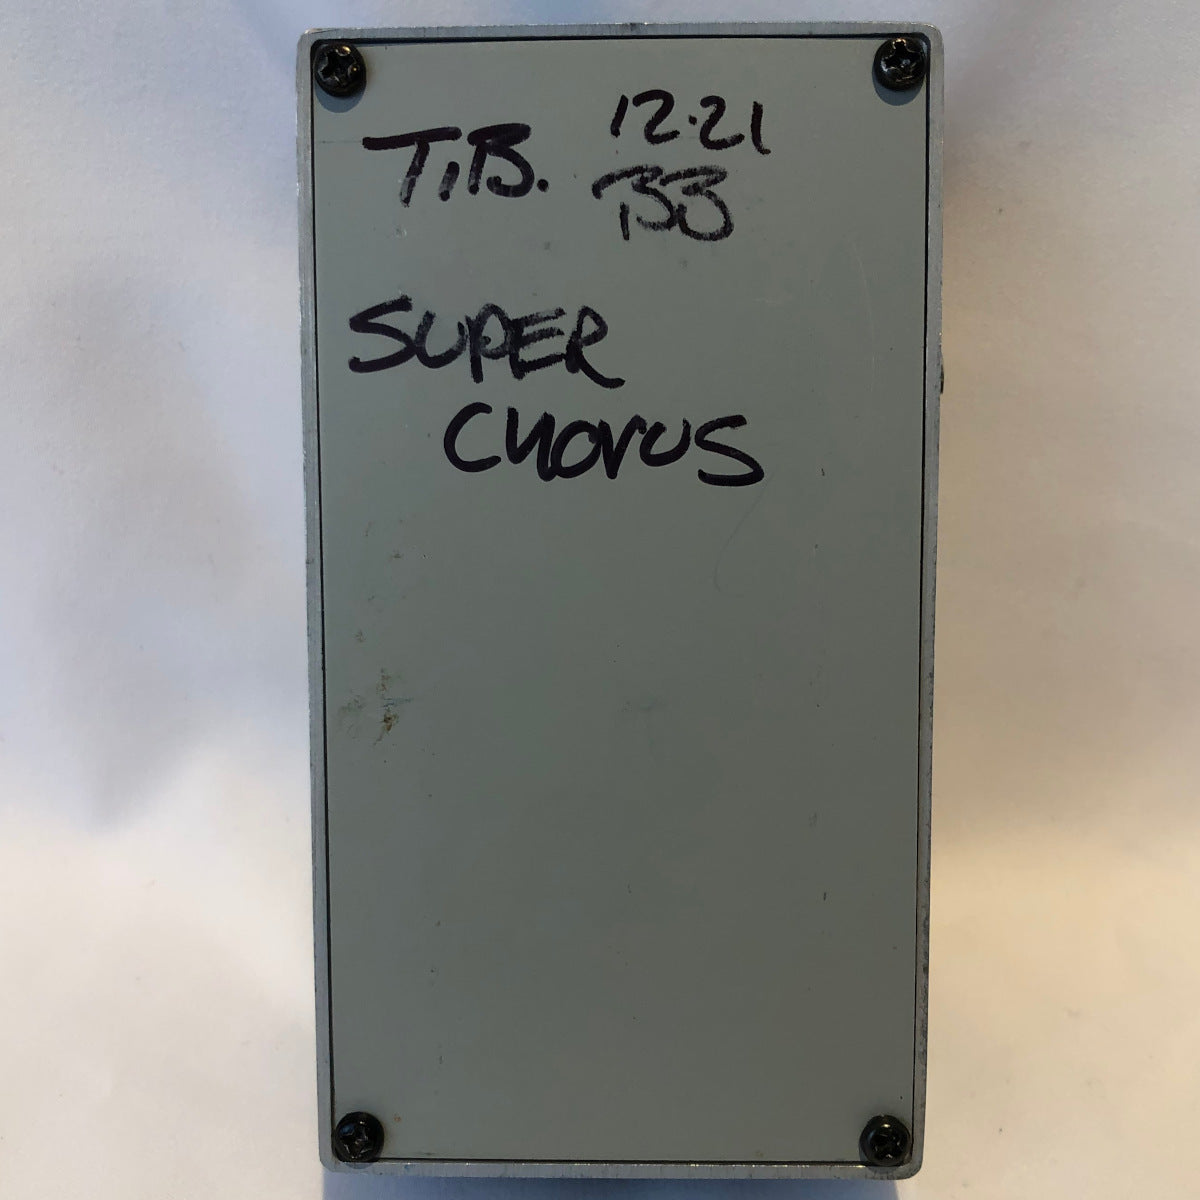 T.B. 12.21
BB
SUPER
CHORUS